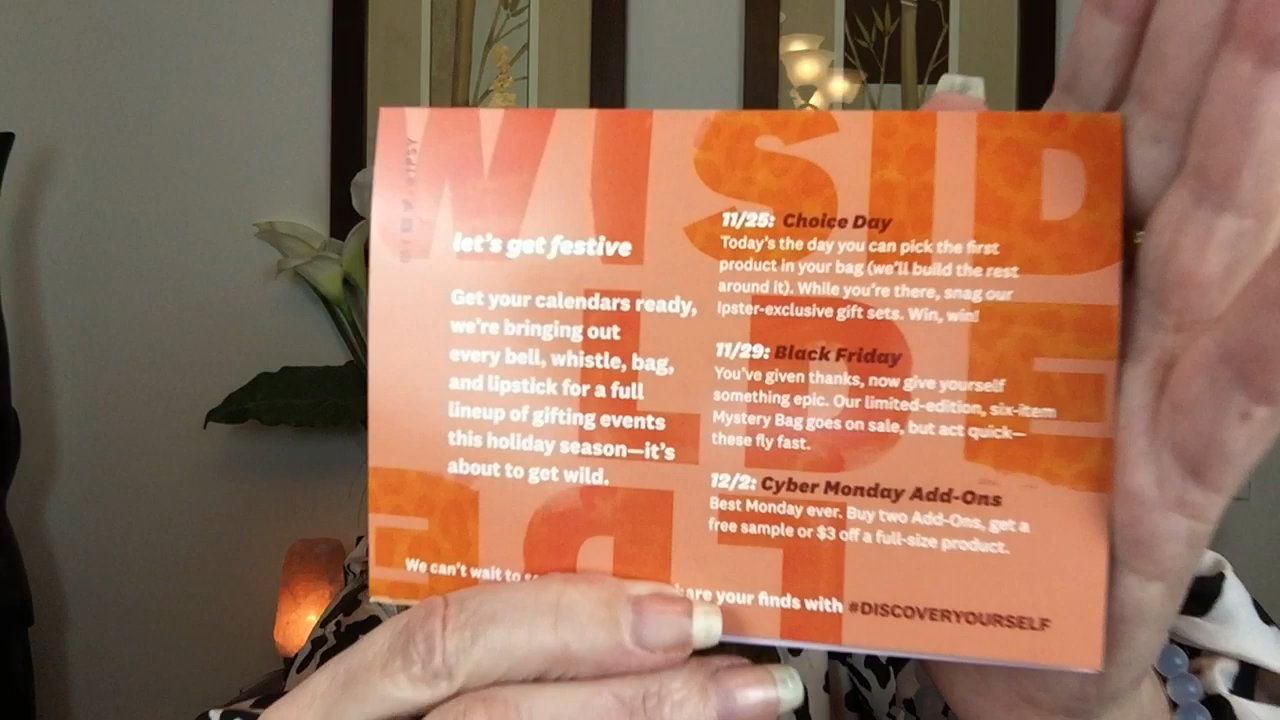 WI SID
LD E
let's get festive
Get your calendars ready,
we're bringing out
every bell, whistle, bag,
and lipstick for a full
lineup of gifting events
this holiday season—it's
about to get wild.
11/25: Choice Day
Today's the day you can pick the first
product in your bag (we'll build the rest
around it). While you're there, snag our
Ipster-exclusive gift sets. Win, win!
11/29: Black Friday
You've given thanks, now give yourself
something epic. Our limited-edition, six-item
Mystery Bag goes on sale, but act quick—
these fly fast.
12/2: Cyber Monday Add-Ons
Best Monday ever. Buy two Add-Ons, get a
free sample or $3 off a full-size product.
We can't wait to your finds with #DISCOVERYOURSELF